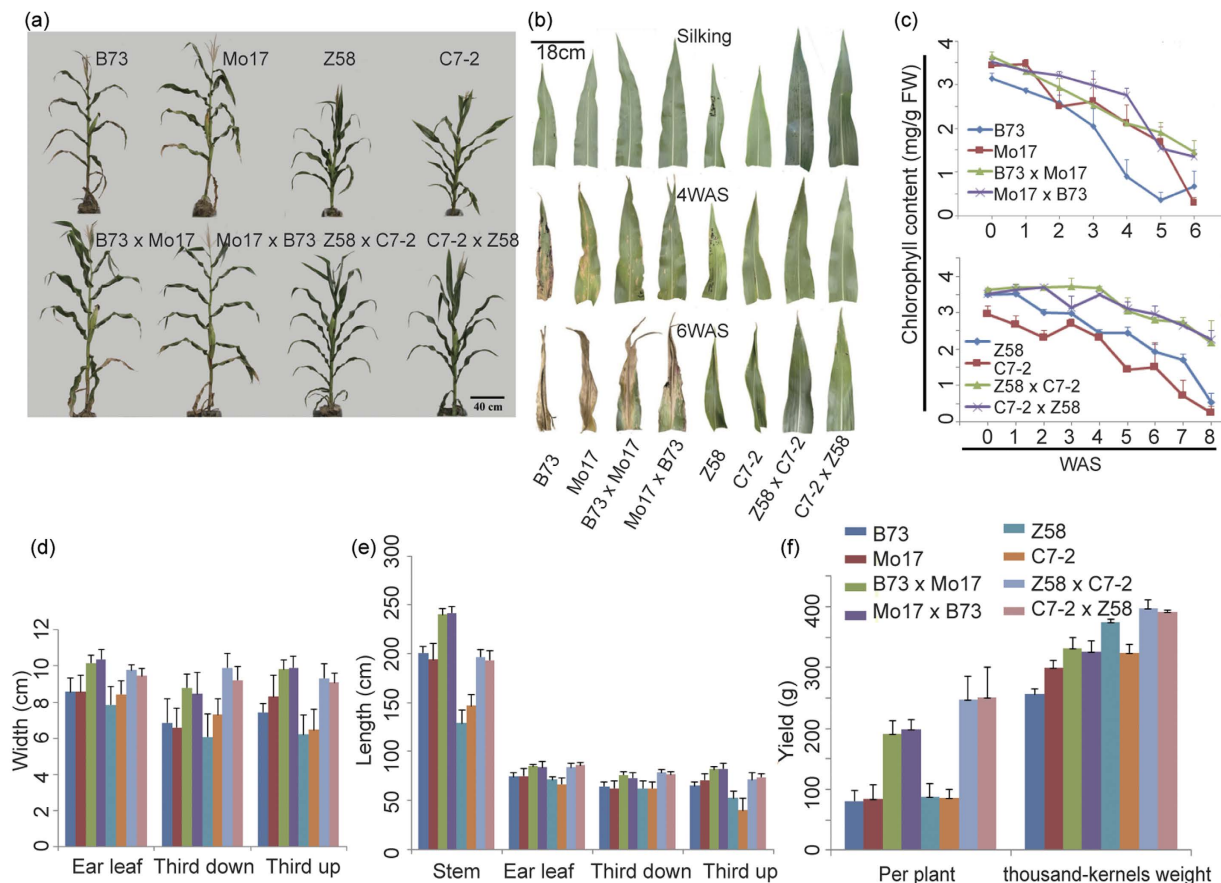 (a)
B73
Mo17
Z58
C7-2
B73 x Mo17
Mo17 x B73
Z58 x C7-2
C7-2 x Z58
40 cm
(b)
18cm
Silking
4WAS
6WAS
B73
Mo17
B73 x Mo17
Mo17 x B73
Z58
C7-2
Z58 x C7-2
C7-2 x Z58
(c)
Chlorophyll content (mg/g FW)
4
3
2
1
0
B73
Mo17
B73 x Mo17
Mo17 x B73
0 1 2 3 4 5 6
4
3
2
1
0
Z58
C7-2
Z58 x C7-2
C7-2 x Z58
0 1 2 3 4 5 6 7 8
WAS
(d)
Width (cm)
12
10
8
6
4
2
0
Ear leaf Third down Third up
(e)
Length (cm)
300
250
200
150
100
50
0
Stem Ear leaf Third down Third up
(f)
B73
Mo17
B73 x Mo17
Mo17 x B73
Z58
C7-2
Z58 x C7-2
C7-2 x Z58
Yield (g)
400
300
200
100
0
Per plant thousand-kernels weight